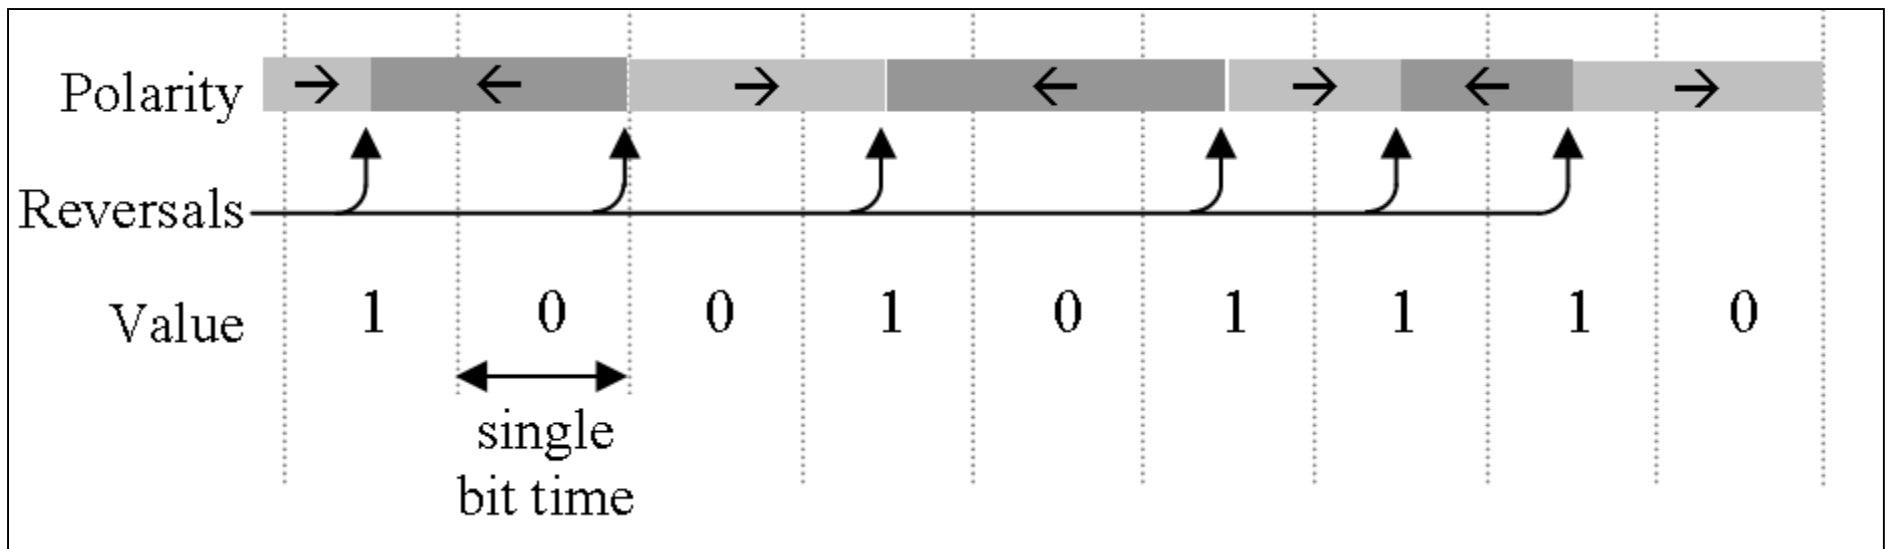 Polarity
Reversals
Value 1 0 0 1 0 1 1 1 0
single
bit time